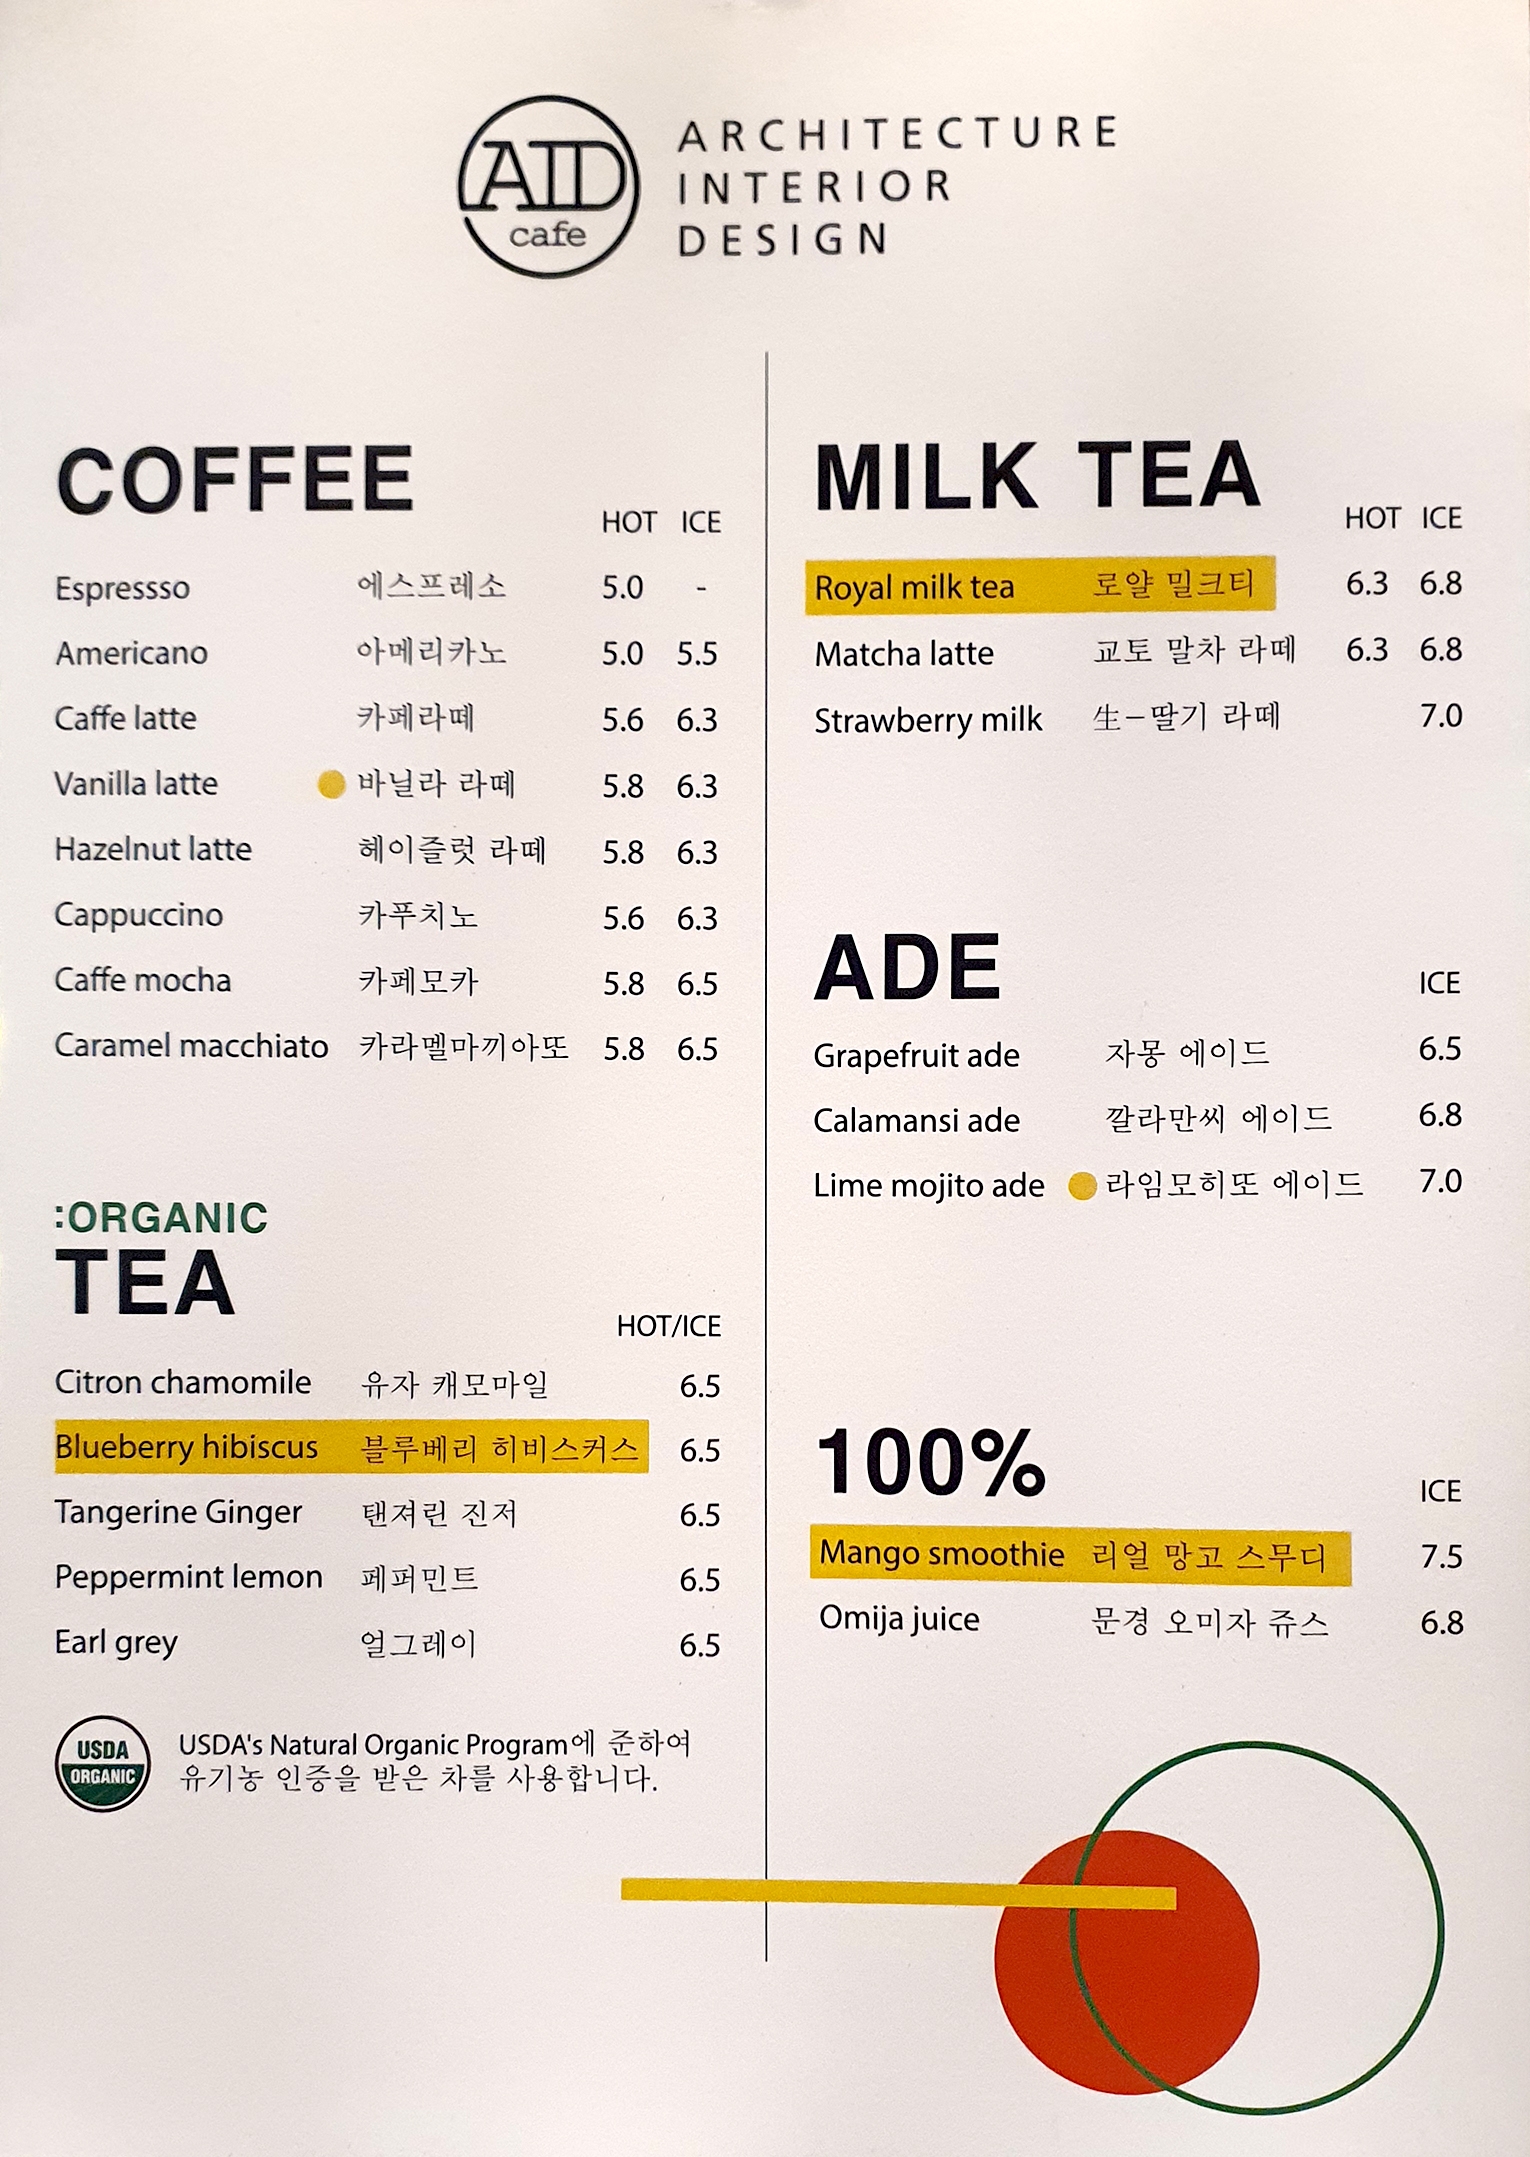 AID
cafe
ARCHITECTURE
INTERIOR
DESIGN
COFFEE
HOT ICE
Espressso 에스프레소 5.0 -
Americano 아메리카노 5.0 5.5
Caffe latte 카페라떼 5.6 6.3
Vanilla latte 바닐라 라떼 5.8 6.3
Hazelnut latte 헤이즐럿 라떼 5.8 6.3
Cappuccino 카푸치노 5.6 6.3
Caffe mocha 카페모카 5.8 6.5
Caramel macchiato 카라멜마끼아또 5.8 6.5
:ORGANIC
TEA
HOT/ICE
Citron chamomile 유자 캐모마일 6.5
Blueberry hibiscus 블루베리 히비스커스 6.5
Tangerine Ginger 탠져린 진저 6.5
Peppermint lemon 페퍼민트 6.5
Earl grey 얼그레이 6.5
USDA
ORGANIC
USDA's Natural Organic Program에 준하여
유기농 인증을 받은 차를 사용합니다.
MILK TEA
HOT ICE
Royal milk tea 로얄 밀크티 6.3 6.8
Matcha latte 교토 말차 라떼 6.3 6.8
Strawberry milk 生-딸기 라떼 7.0
ADE
ICE
Grapefruit ade 자몽 에이드 6.5
Calamansi ade 깔라만씨 에이드 6.8
Lime mojito ade 라임모히또 에이드 7.0
100%
ICE
Mango smoothie 리얼 망고 스무디 7.5
Omija juice 문경 오미자 쥬스 6.8